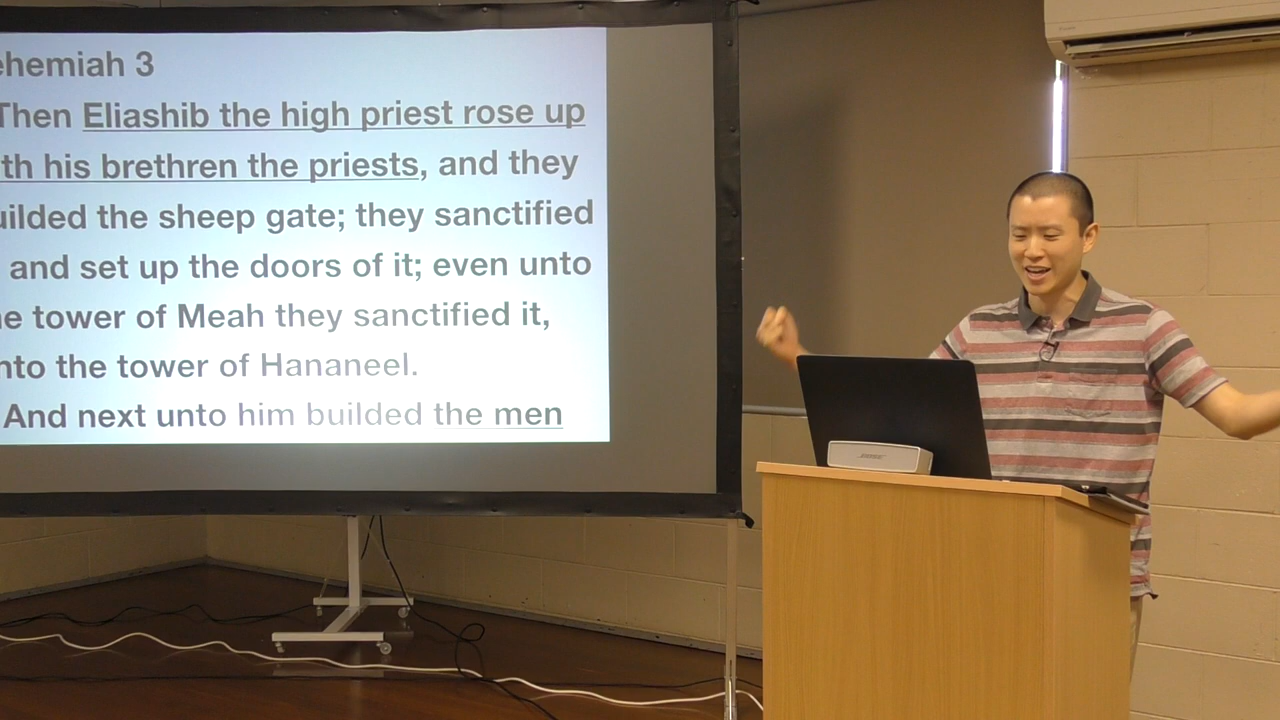 ehemiah 3
Then Eliashib the high priest rose up
th his brethren the priests, and they
uilded the sheep gate; they sanctified
and set up the doors of it; even unto
e tower of Meah they sanctified it,
nto the tower of Hananeel.
And next unto him builded the men
BOSE